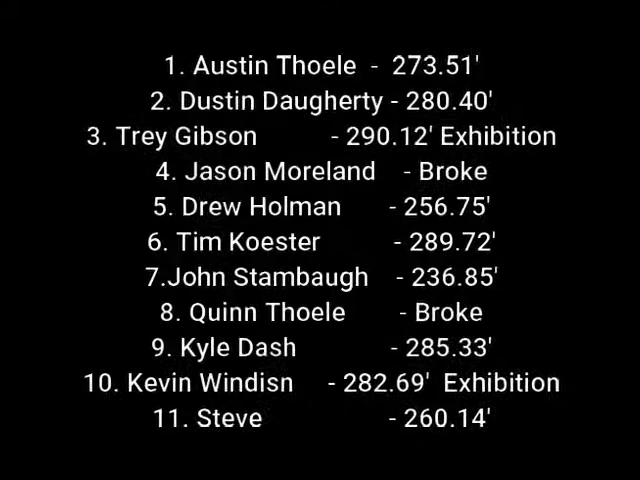 1. Austin Thoele - 273.51'
2. Dustin Daugherty - 280.40'
3. Trey Gibson - 290.12' Exhibition
4. Jason Moreland - Broke
5. Drew Holman - 256.75'
6. Tim Koester - 289.72'
7.John Stambaugh - 236.85'
8. Quinn Thoele - Broke
9. Kyle Dash - 285.33'
10. Kevin Windisn - 282.69' Exhibition
11. Steve - 260.14'